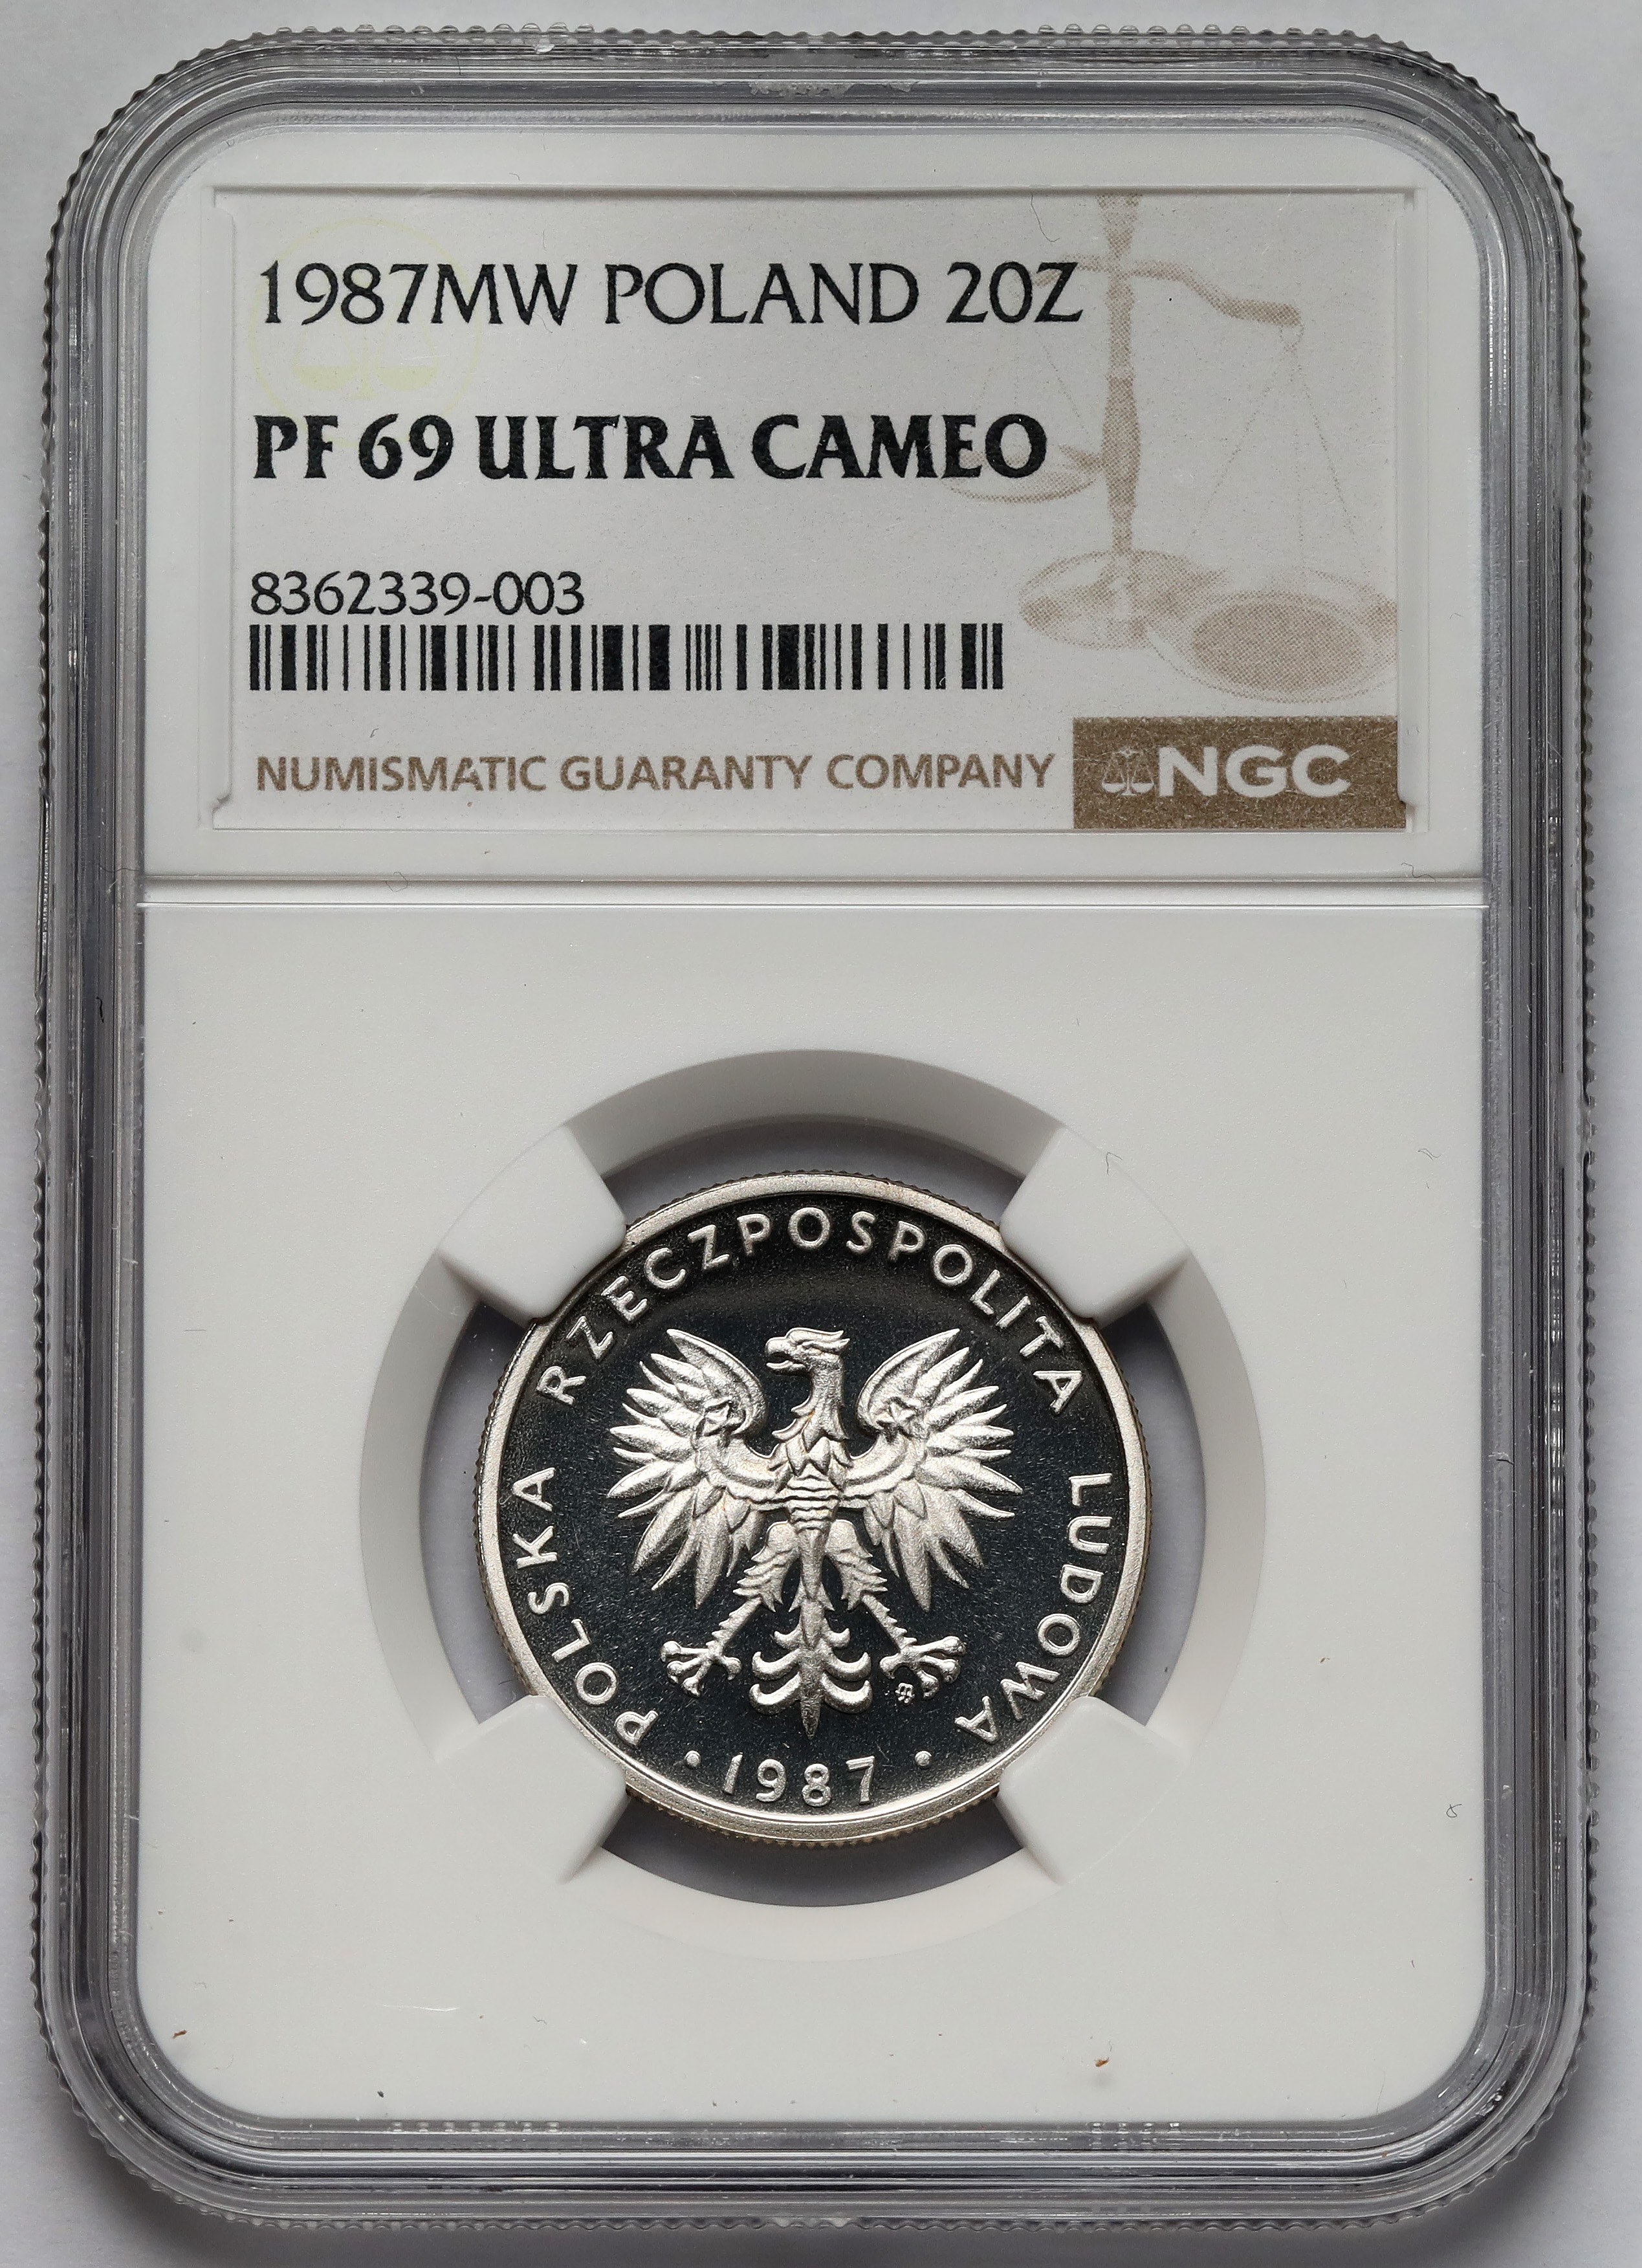 1987MW POLAND 20Z
PF 69 ULTRA CAMEO
8362339-003
NUMISMATIC GUARANTY COMPANY NGC
POLSKA RZECZPOSPOLITA LUDOWA
· 1987 ·